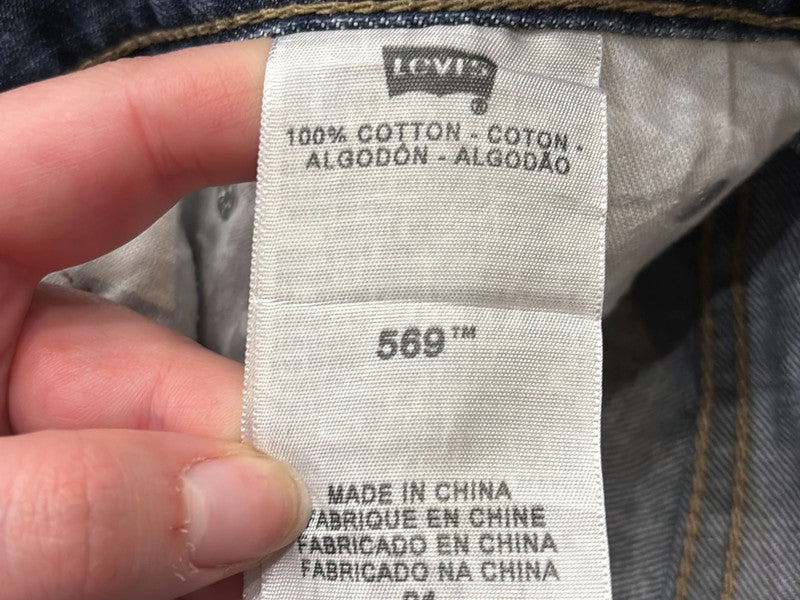 LEVI'S
®
100% COTTON - COTON -
ALGODÓN - ALGODÃO
569™
MADE IN CHINA
FABRIQUE EN CHINE
FABRICADO EN CHINA
FABRICADO NA CHINA